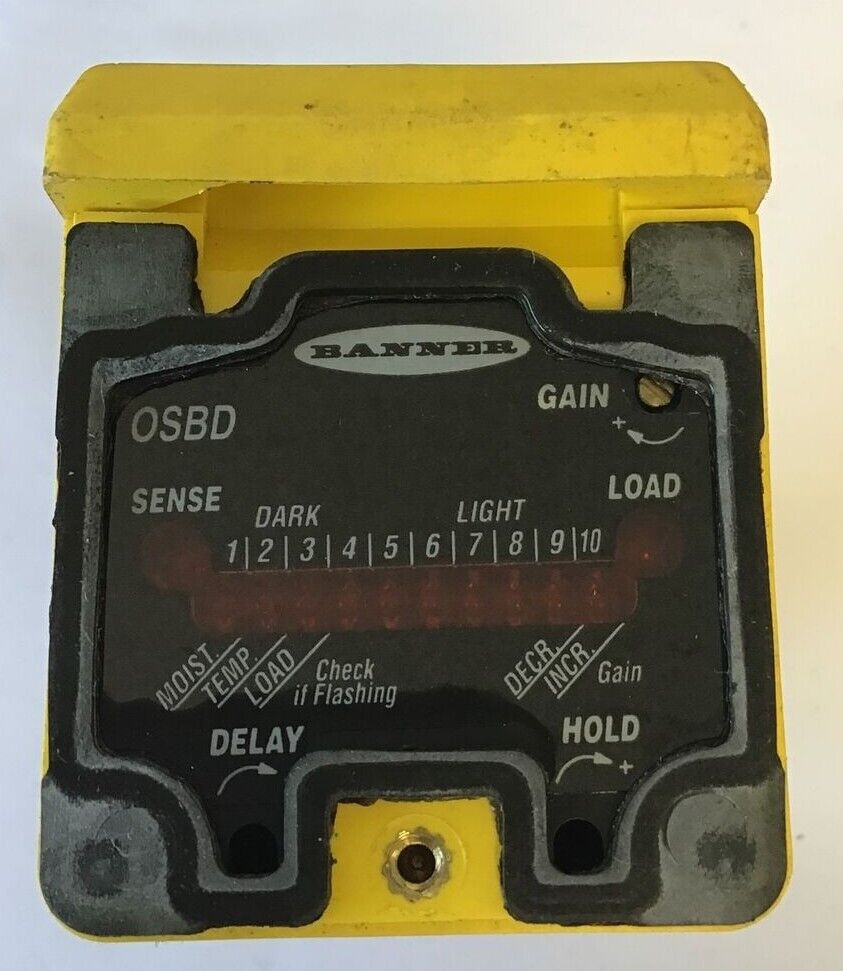 BANNER
OSBD
GAIN
+
SENSE
LOAD
DARK LIGHT
1 | 2 | 3 | 4 | 5 | 6 | 7 | 8 | 9 | 10
MOIST. TEMP. LOAD Check
if Flashing
DECR. INCR. Gain
DELAY
HOLD
+